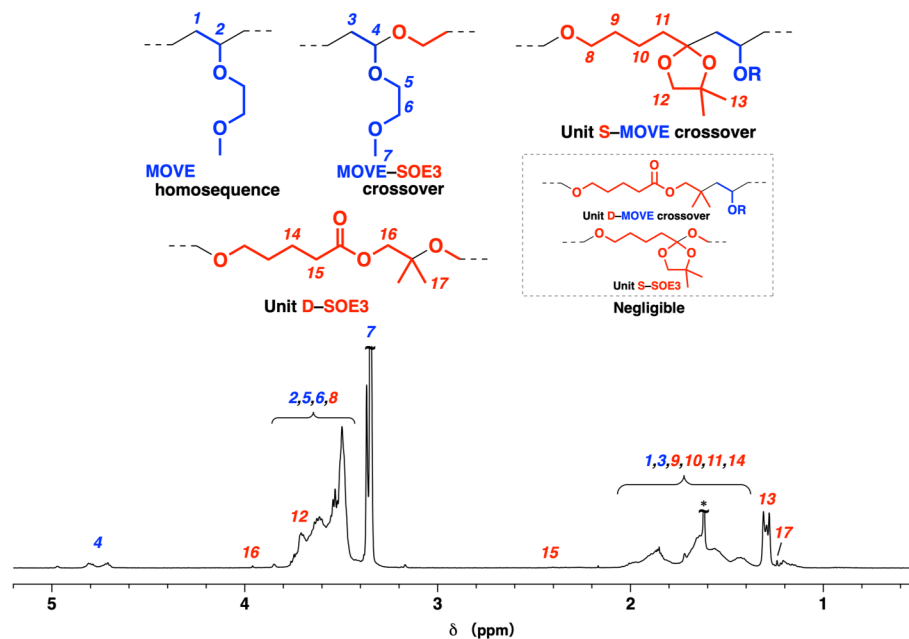 1
2
O
O
MOVE
homosequence
3
4
O
O
5
6
O
7
MOVE–SOE3
crossover
O
8
9
10
11
O
O
OR
12
13
Unit S–MOVE crossover
O
14
15
O
O
16
O
17
Unit D–SOE3
O
O
O
OR
Unit D–MOVE crossover
O
O
O
O
Unit S–SOE3
Negligible
7
2,5,6,8
12
4
16
15
1,3,9,10,11,14
*
13
17
5
4
3
2
1
δ (ppm)